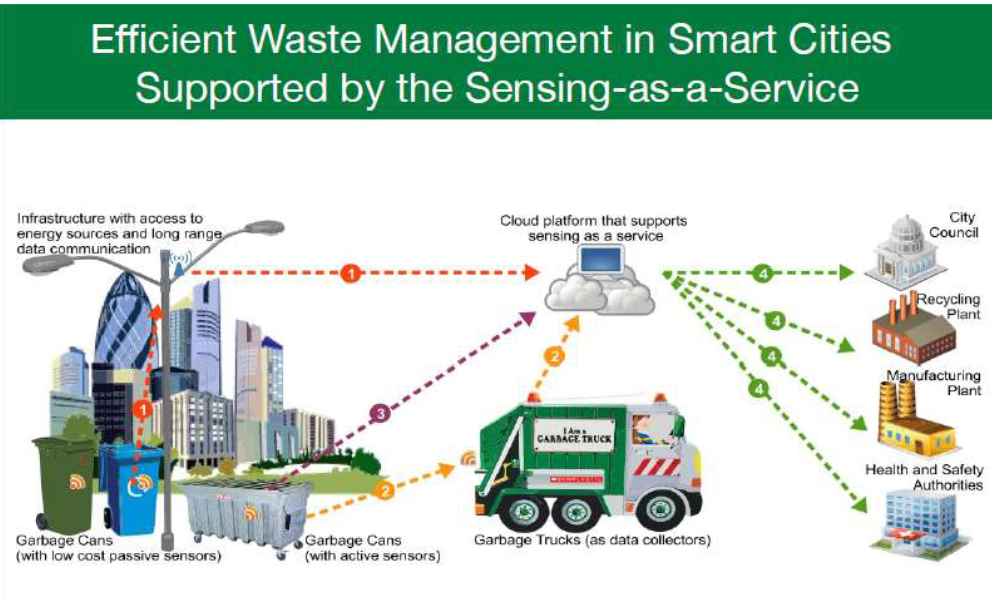 Efficient Waste Management in Smart Cities
Supported by the Sensing-as-a-Service
Infrastructure with access to
energy sources and long range
data communication
Cloud platform that supports
sensing as a service
City
Council
1
4
Recycling
Plant
4
2
4
Manufacturing
Plant
4
1
3
I Am a
GARBAGE TRUCK
Health and Safety
Authorities
SCHOLASTIC
2
Garbage Cans
(with low cost passive sensors)
Garbage Cans
(with active sensors)
Garbage Trucks (as data collectors)